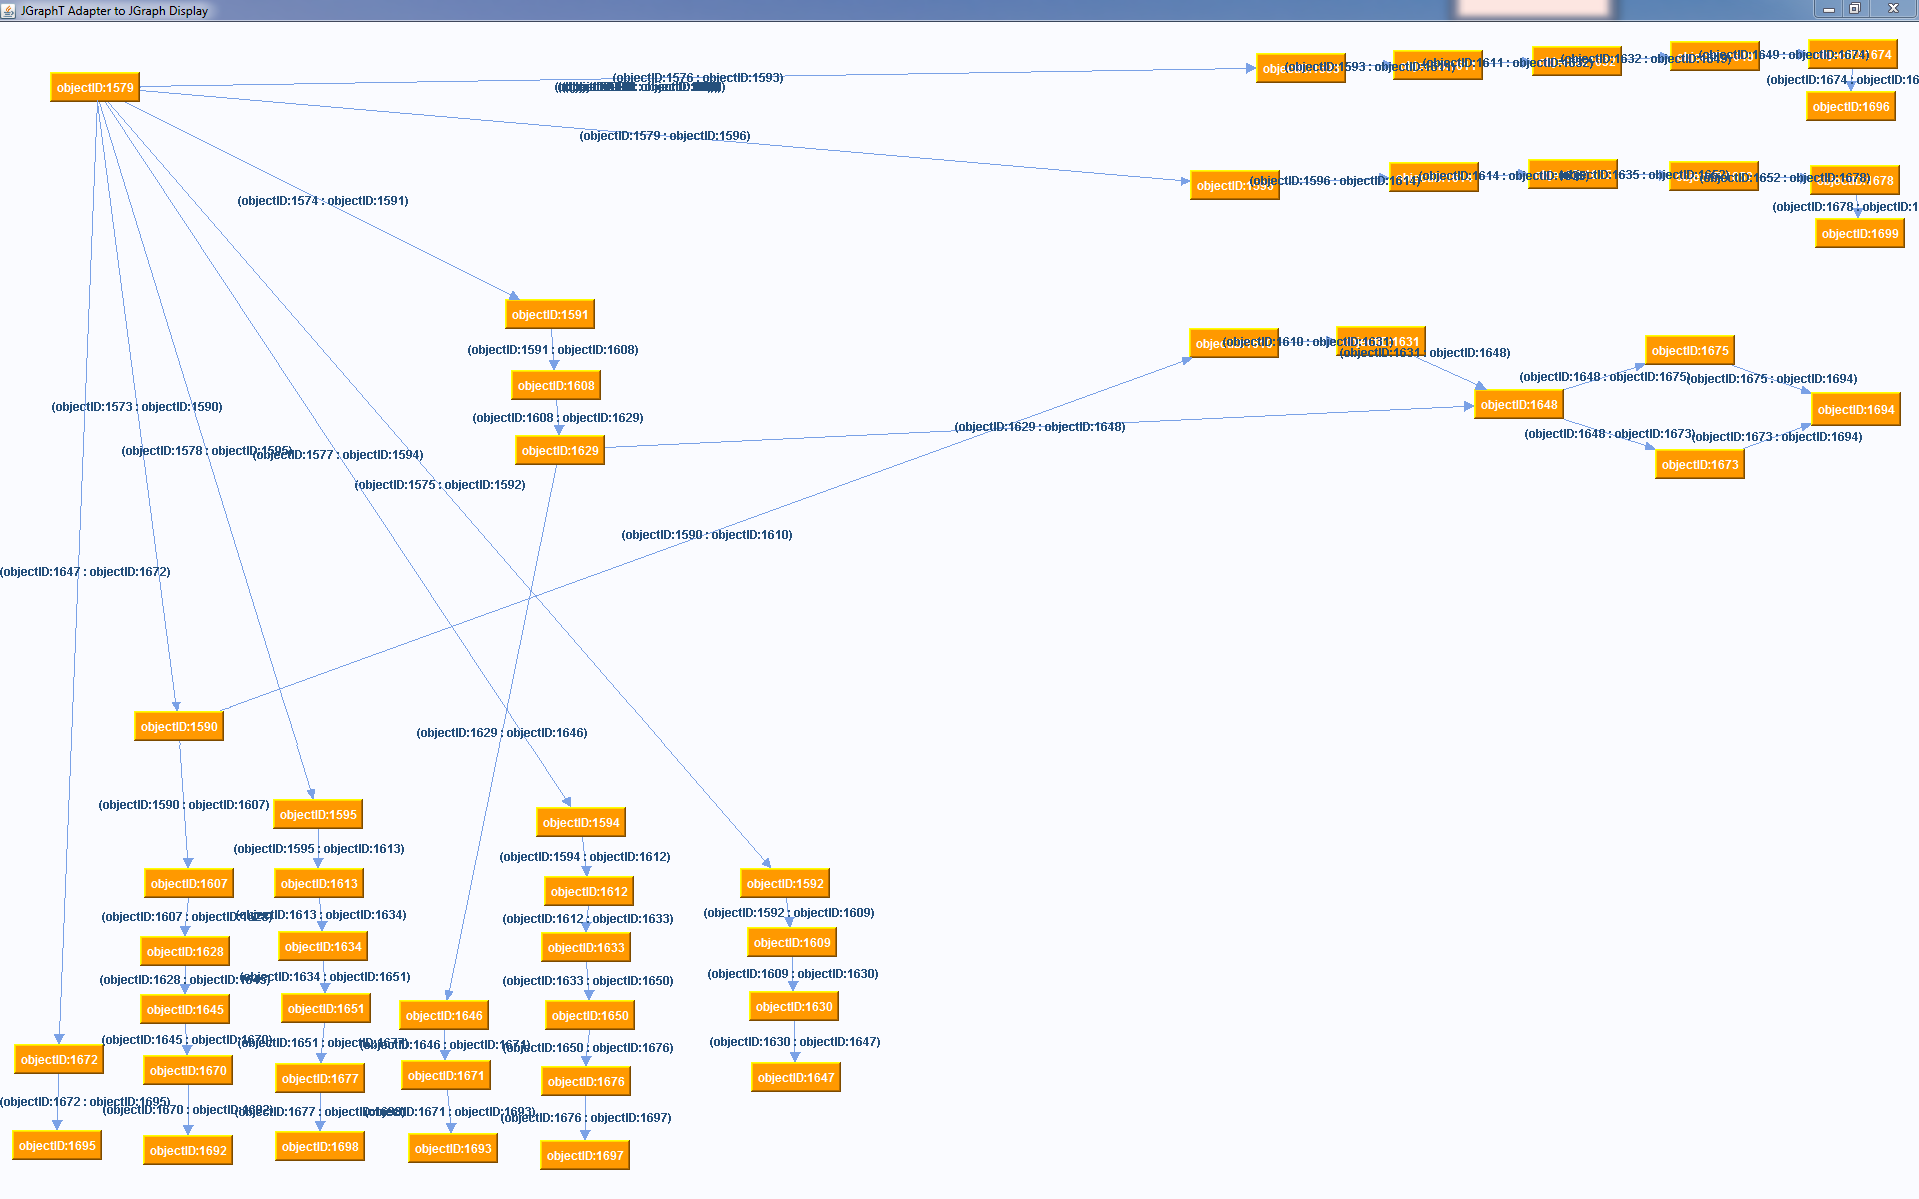 JGraphT Adapter to JGraph Display
objectID:1579
(objectID:1576 : objectID:1593)
(objectID:1593 : objectID:1611)
(objectID:1611 : objectID:1632)
(objectID:1632 : objectID:1649)
(objectID:1649 : objectID:1674)
(objectID:1674 : objectID:16
objectID:1696
(objectID:1579 : objectID:1596)
(objectID:1596 : objectID:1614)
(objectID:1614 : objectID:1635)
(objectID:1635 : objectID:1652)
(objectID:1652 : objectID:1678)
(objectID:1678 : objectID:1
objectID:1699
(objectID:1574 : objectID:1591)
objectID:1591
(objectID:1591 : objectID:1608)
objectID:1608
(objectID:1608 : objectID:1629)
objectID:1629
(objectID:1610 : objectID:1631)
(objectID:1631 : objectID:1648)
objectID:1648
(objectID:1648 : objectID:1675)
objectID:1675
(objectID:1675 : objectID:1694)
objectID:1694
(objectID:1648 : objectID:1673)
(objectID:1673 : objectID:1694)
objectID:1673
(objectID:1629 : objectID:1648)
(objectID:1573 : objectID:1590)
(objectID:1578 : objectID:1595)
(objectID:1577 : objectID:1594)
(objectID:1575 : objectID:1592)
(objectID:1590 : objectID:1610)
(objectID:1647 : objectID:1672)
objectID:1590
(objectID:1629 : objectID:1646)
(objectID:1590 : objectID:1607)
objectID:1595
objectID:1594
(objectID:1595 : objectID:1613)
(objectID:1594 : objectID:1612)
objectID:1607
objectID:1613
objectID:1612
objectID:1592
(objectID:1607 : objectID:1628)
(objectID:1613 : objectID:1634)
(objectID:1612 : objectID:1633)
(objectID:1592 : objectID:1609)
objectID:1628
objectID:1634
objectID:1633
objectID:1609
(objectID:1628 : objectID:1645)
(objectID:1634 : objectID:1651)
(objectID:1633 : objectID:1650)
(objectID:1609 : objectID:1630)
objectID:1645
objectID:1651
objectID:1646
objectID:1650
objectID:1630
(objectID:1645 : objectID:1670)
(objectID:1651 : objectID:1677)
(objectID:1646 : objectID:1671)
(objectID:1650 : objectID:1676)
(objectID:1630 : objectID:1647)
objectID:1672
objectID:1670
objectID:1677
objectID:1671
objectID:1676
objectID:1647
(objectID:1672 : objectID:1695)
(objectID:1670 : objectID:1692)
(objectID:1677 : objectID:1698)
(objectID:1671 : objectID:1693)
(objectID:1676 : objectID:1697)
objectID:1695
objectID:1692
objectID:1698
objectID:1693
objectID:1697